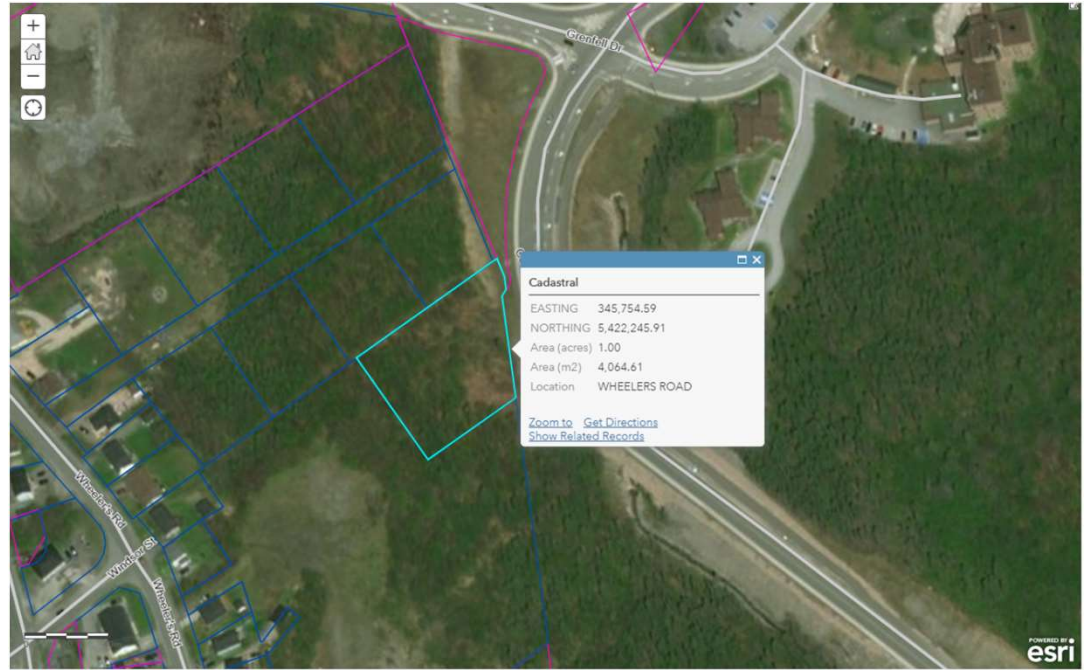 +
−
Grenfell Dr
G
Cadastral
EASTING 345,754.59
NORTHING 5,422,245.91
Area (acres) 1.00
Area (m2) 4,064.61
Location WHEELERS ROAD
Zoom to Get Directions
Show Related Records
Wheeler's Rd
Windsor St
Wheeler's Rd
POWERED BY
esri